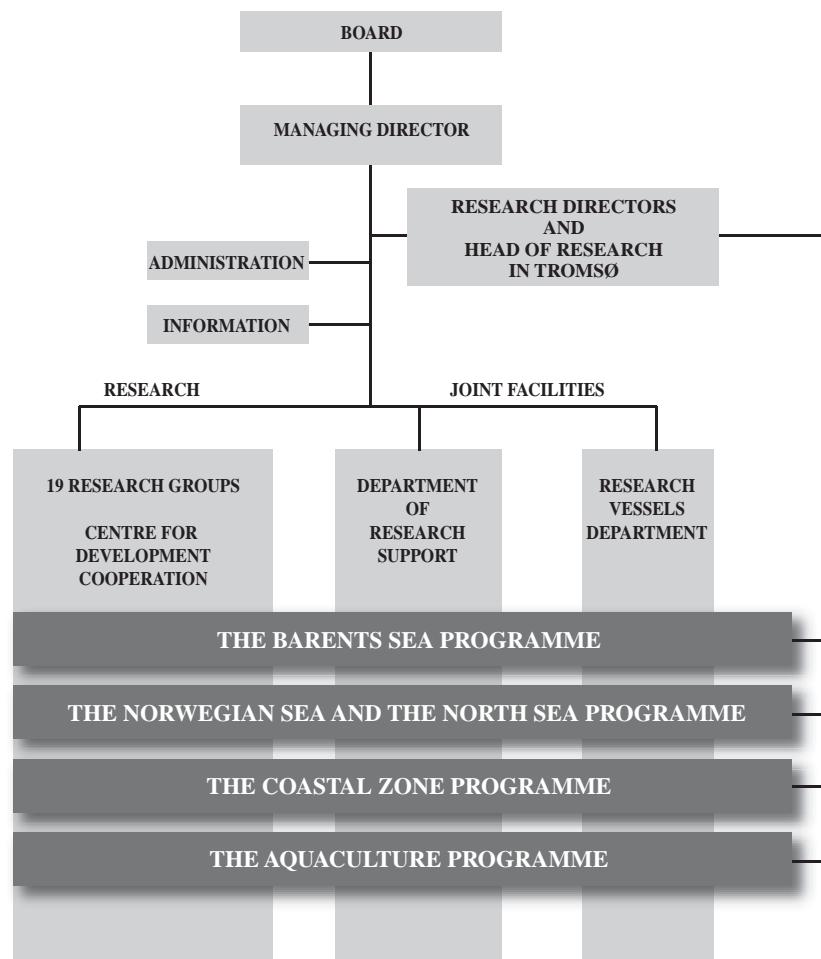 BOARD
MANAGING DIRECTOR
RESEARCH DIRECTORS
AND
HEAD OF RESEARCH
IN TROMSØ
ADMINISTRATION
INFORMATION
RESEARCH
JOINT FACILITIES
19 RESEARCH GROUPS
CENTRE FOR
DEVELOPMENT
COOPERATION
DEPARTMENT
OF
RESEARCH
SUPPORT
RESEARCH
VESSELS
DEPARTMENT
THE BARENTS SEA PROGRAMME
THE NORWEGIAN SEA AND THE NORTH SEA PROGRAMME
THE COASTAL ZONE PROGRAMME
THE AQUACULTURE PROGRAMME